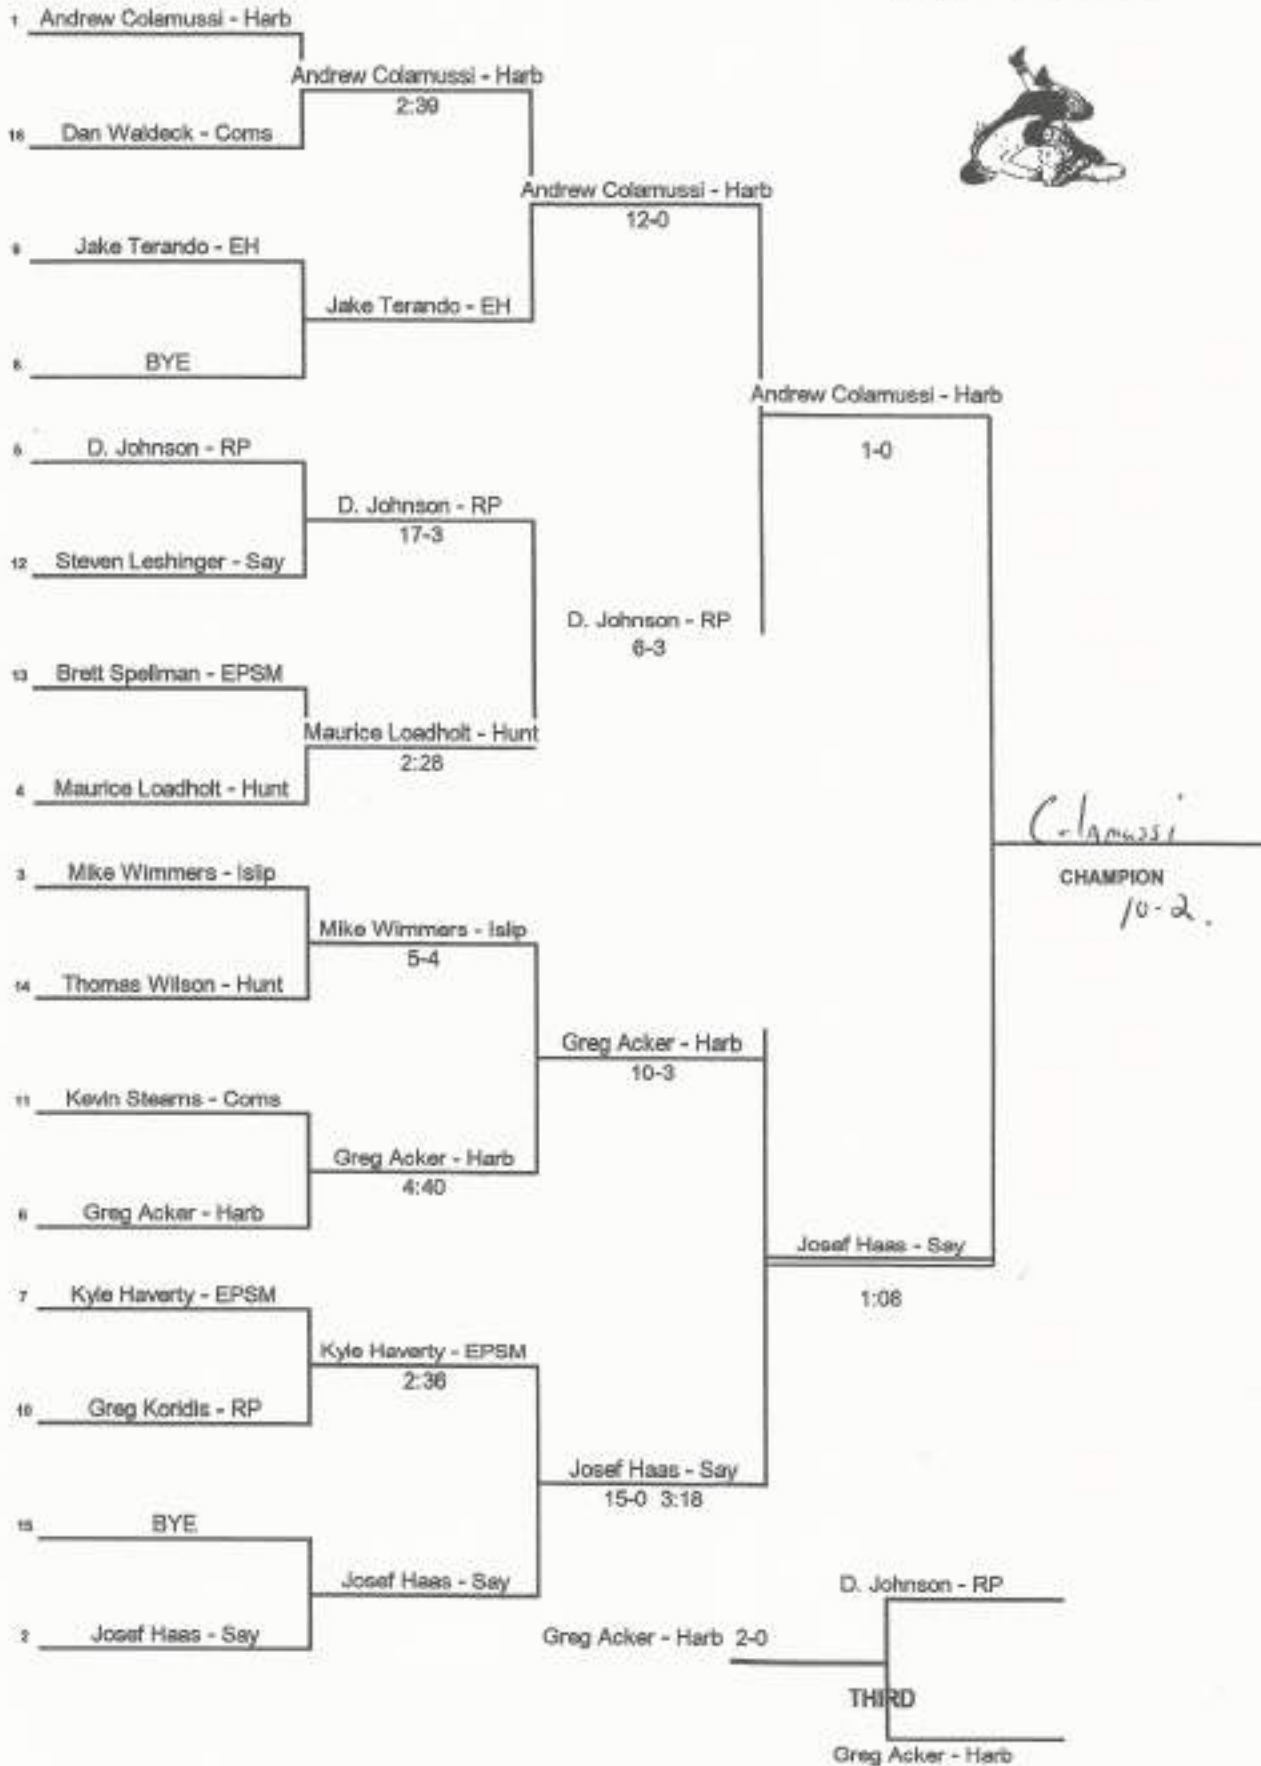 1 Andrew Colamussi - Harb
Andrew Colamussi - Harb
2:39
16 Dan Waldeck - Coms
Andrew Colamussi - Harb
12-0
9 Jake Terando - EH
Jake Terando - EH
8 BYE
Andrew Colamussi - Harb
1-0
5 D. Johnson - RP
D. Johnson - RP
17-3
12 Steven Leshinger - Say
D. Johnson - RP
6-3
13 Brett Spellman - EPSM
Maurice Loadholt - Hunt
2:28
4 Maurice Loadholt - Hunt
Colamussi
CHAMPION
10-2.
3 Mike Wimmers - Islip
Mike Wimmers - Islip
5-4
14 Thomas Wilson - Hunt
Greg Acker - Harb
10-3
11 Kevin Stearns - Coms
Greg Acker - Harb
4:40
6 Greg Acker - Harb
Josef Haas - Say
1:08
7 Kyle Haverty - EPSM
Kyle Haverty - EPSM
2:36
10 Greg Koridis - RP
Josef Haas - Say
15-0 3:18
15 BYE
Josef Haas - Say
2 Josef Haas - Say
D. Johnson - RP
Greg Acker - Harb 2-0
THIRD
Greg Acker - Harb